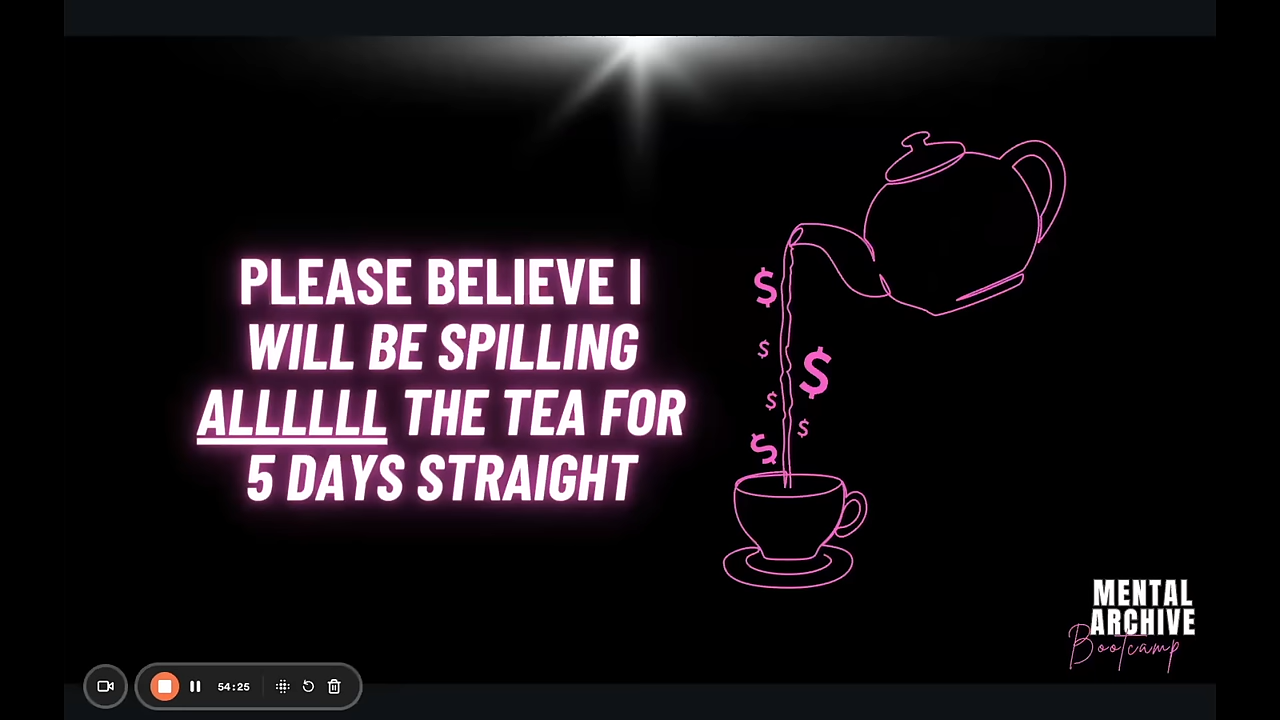 PLEASE BELIEVE I
WILL BE SPILLING
ALLLLLL THE TEA FOR
5 DAYS STRAIGHT
$
$
$
$
$
$
MENTAL
ARCHIVE
Bootcamp
54:25